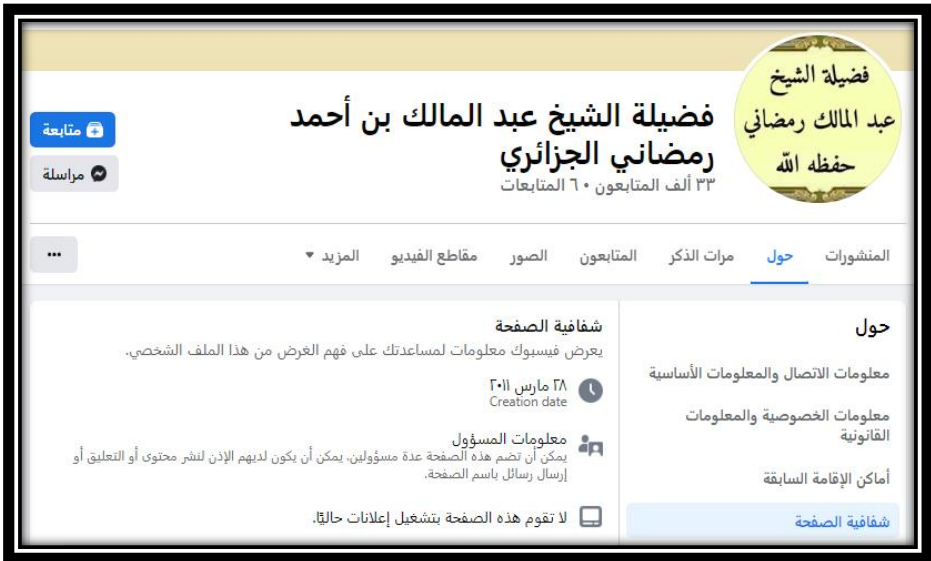 فضيلة الشيخ
عبد المالك رمضاني
حفظه الله
فضيلة الشيخ عبد المالك بن أحمد
رمضاني الجزائري
٣٣ ألف المتابعون • ٦ المتابعات
متابعة
مراسلة
المنشورات
حول
مرات الذكر
المتابعون
الصور
مقاطع الفيديو
المزيد
حول
معلومات الاتصال والمعلومات الأساسية
معلومات الخصوصية والمعلومات
القانونية
أماكن الإقامة السابقة
شفافية الصفحة
شفافية الصفحة
يعرض فيسبوك معلومات لمساعدتك على فهم الغرض من هذا الملف الشخصي.
٢٨ مارس ٢٠١١
Creation date
معلومات المسؤول
يمكن أن تضم هذه الصفحة عدة مسؤولين. يمكن أن يكون لديهم الإذن لنشر محتوى أو التعليق أو
إرسال رسائل باسم الصفحة.
لا تقوم هذه الصفحة بتشغيل إعلانات حاليًا.